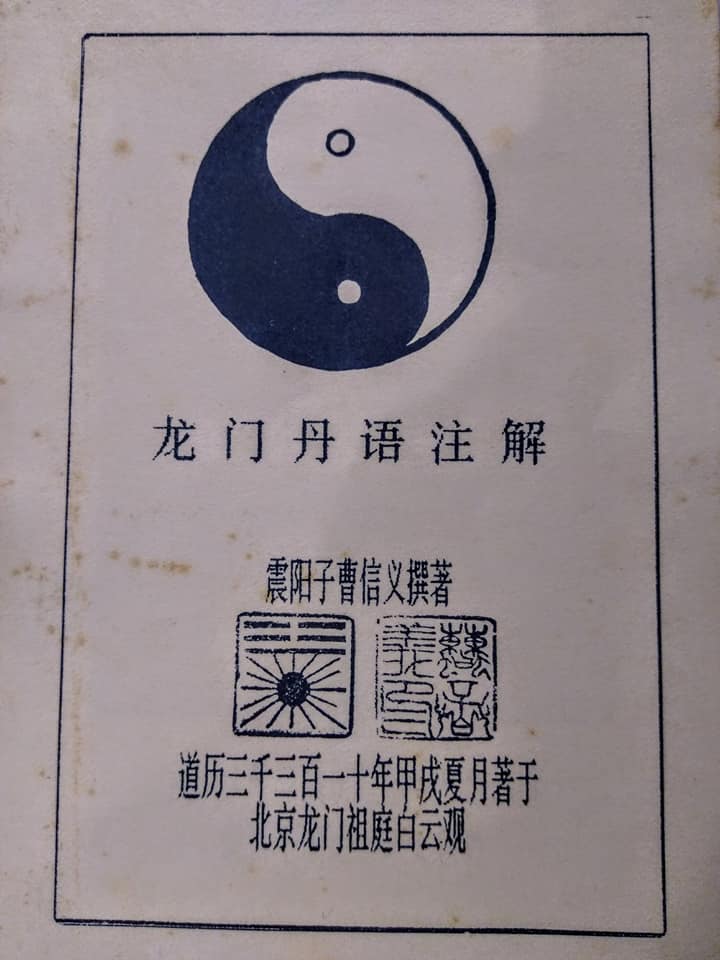 龙门丹语注解
震阳子曹信义撰著
道历三千三百一十年甲戌夏月著于
北京龙门祖庭白云观